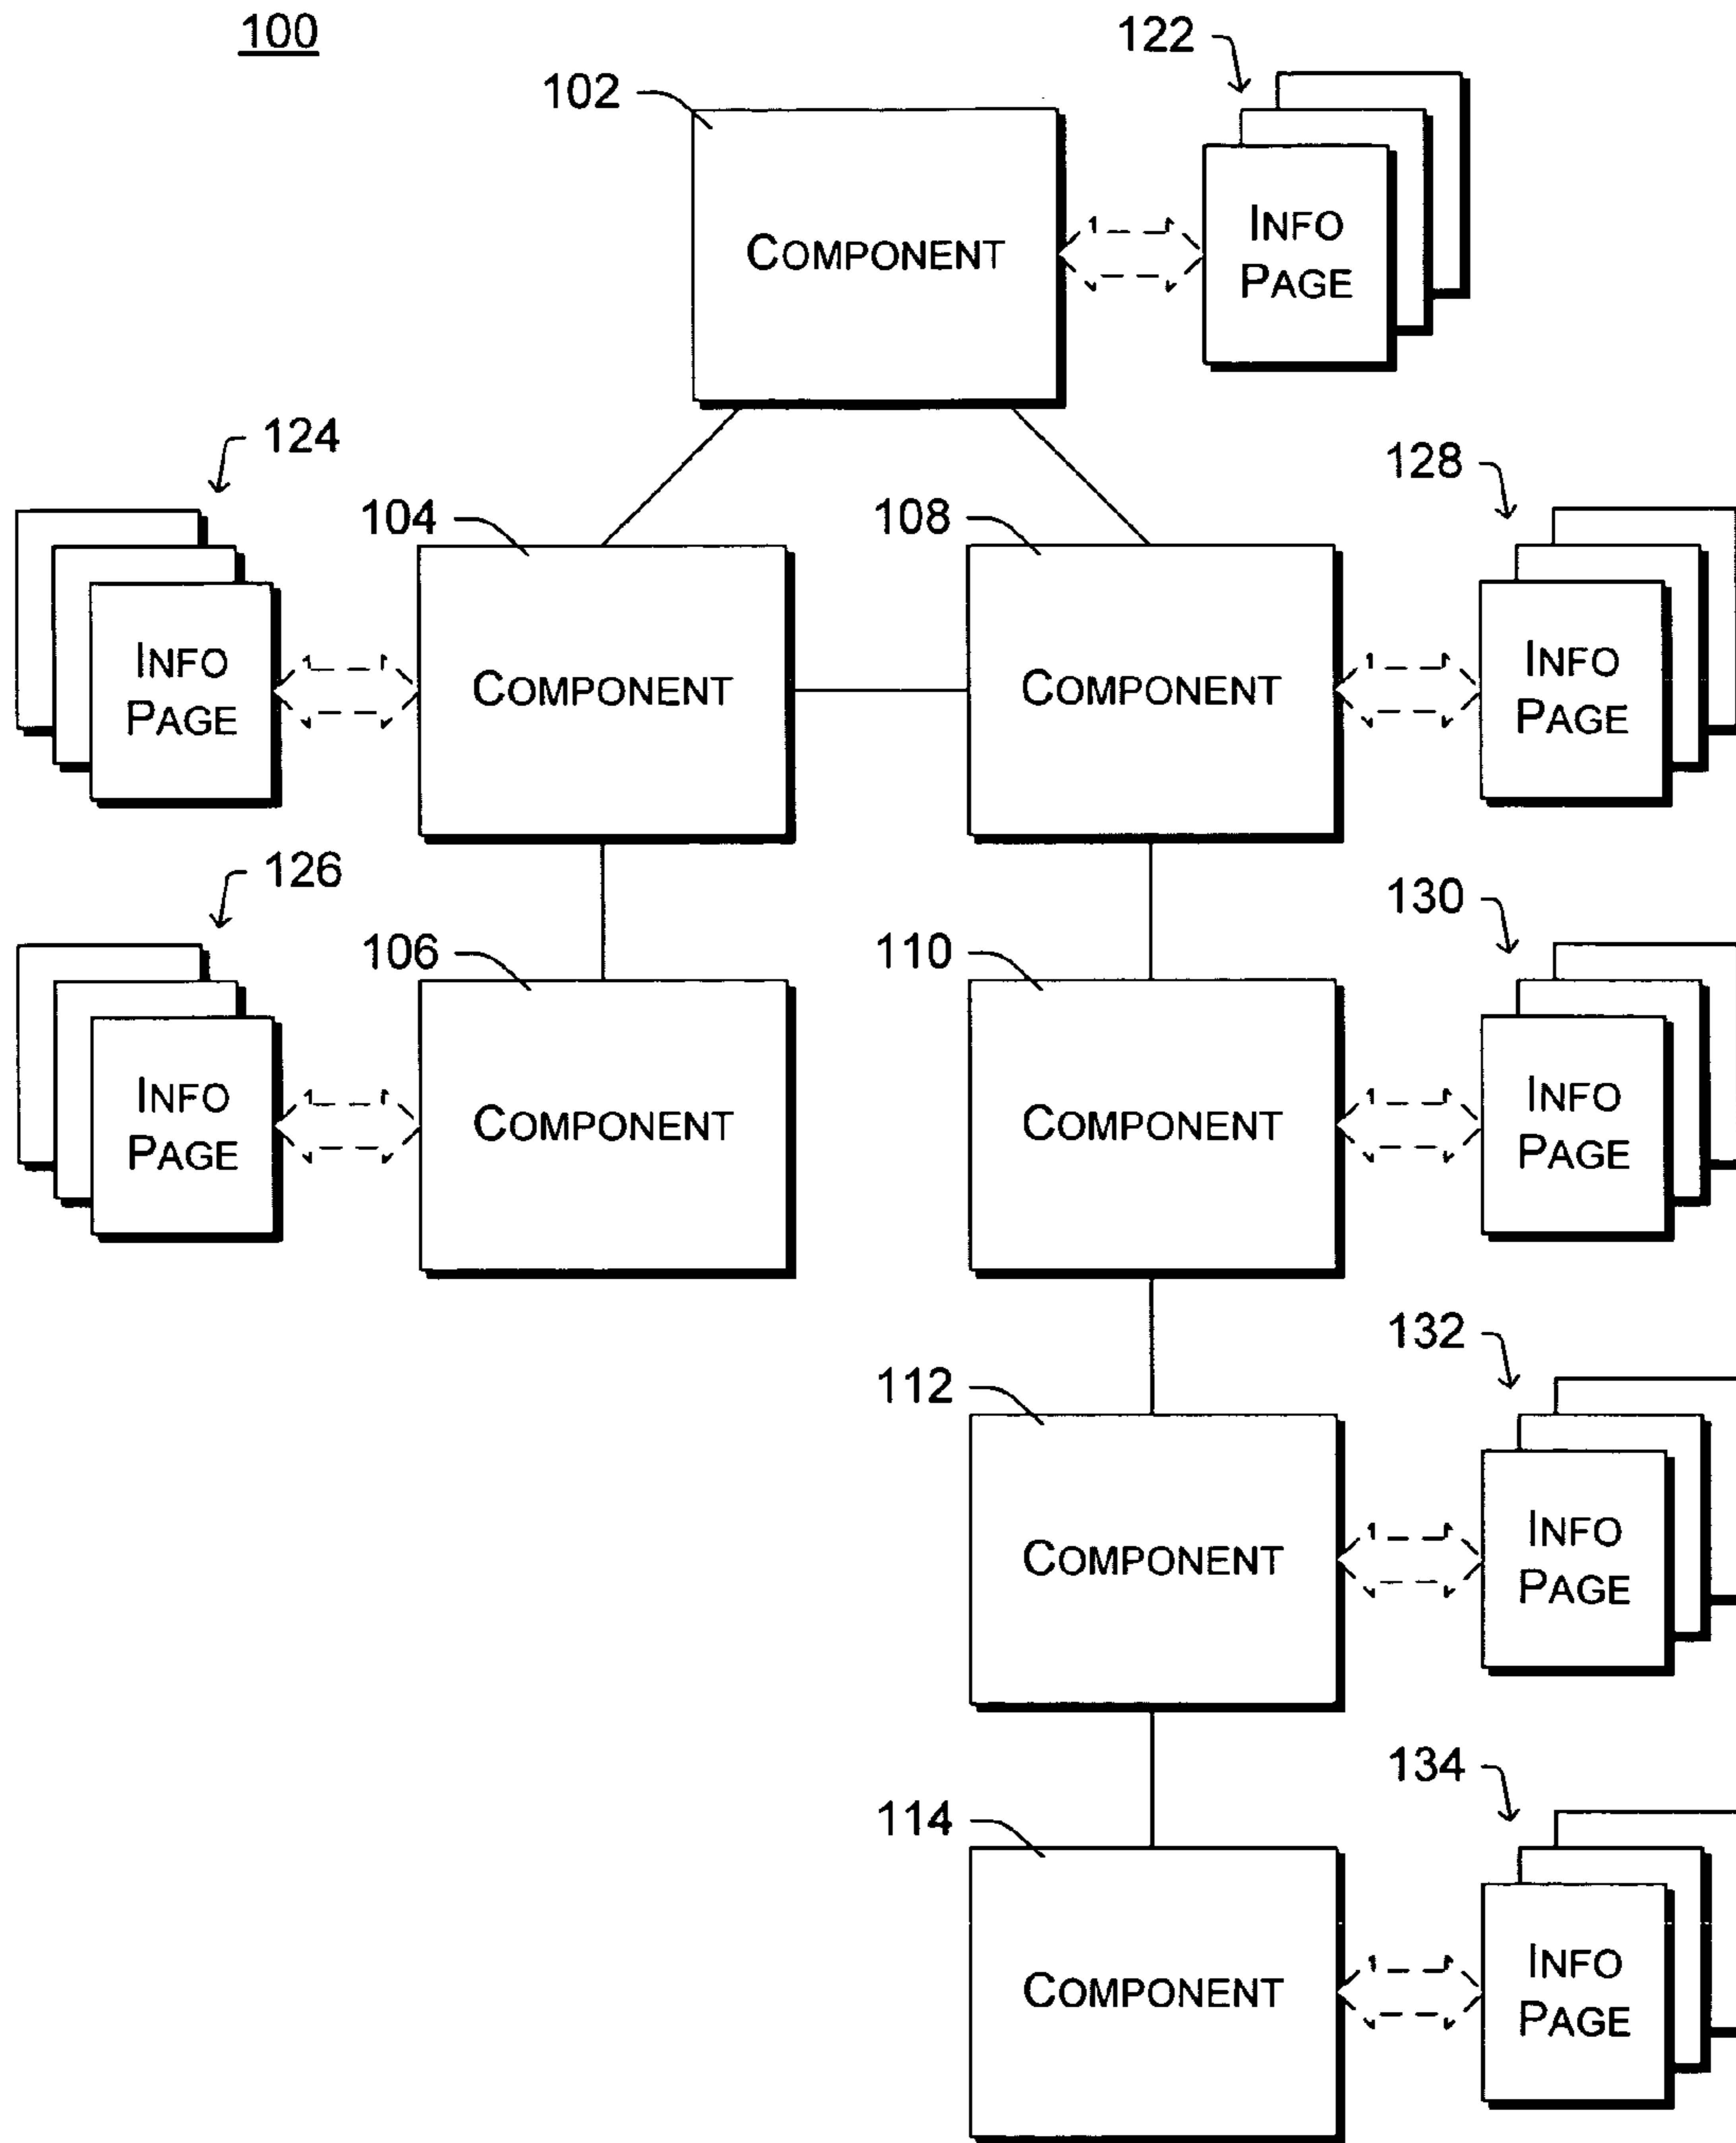 100
122
102
COMPONENT
INFO
PAGE
124
128
104
108
INFO
PAGE
COMPONENT
COMPONENT
INFO
PAGE
126
130
106
110
INFO
PAGE
COMPONENT
COMPONENT
INFO
PAGE
132
112
COMPONENT
INFO
PAGE
134
114
COMPONENT
INFO
PAGE